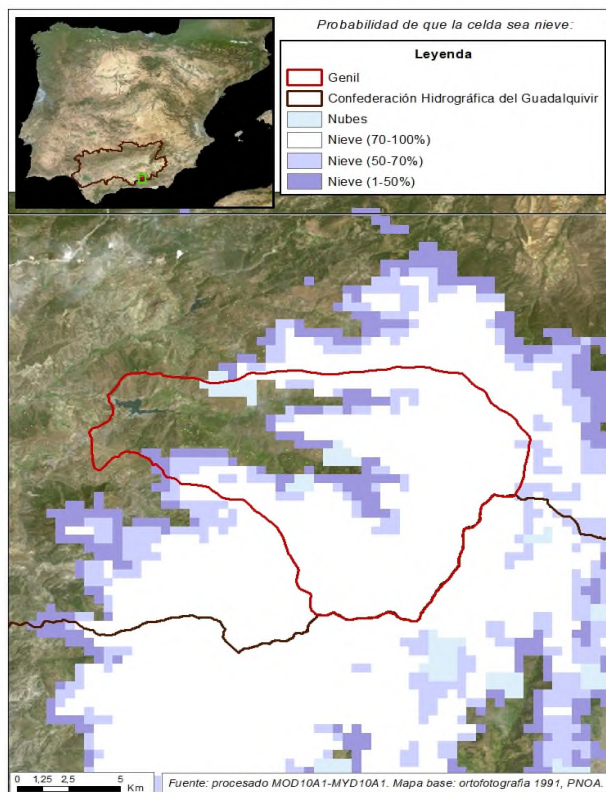 Probabilidad de que la celda sea nieve:
Leyenda
Genil
Confederación Hidrográfica del Guadalquivir
Nubes
Nieve (70-100%)
Nieve (50-70%)
Nieve (1-50%)
0 1,25 2,5 5
Km
Fuente: procesado MOD10A1-MYD10A1. Mapa base: ortofotografia 1991, PNOA.